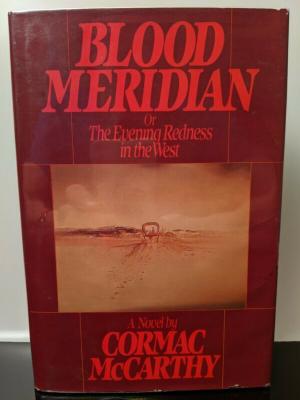 BLOOD
MERIDIAN
Or
The Evening Redness
in the West
A Novel by
CORMAC
McCARTHY